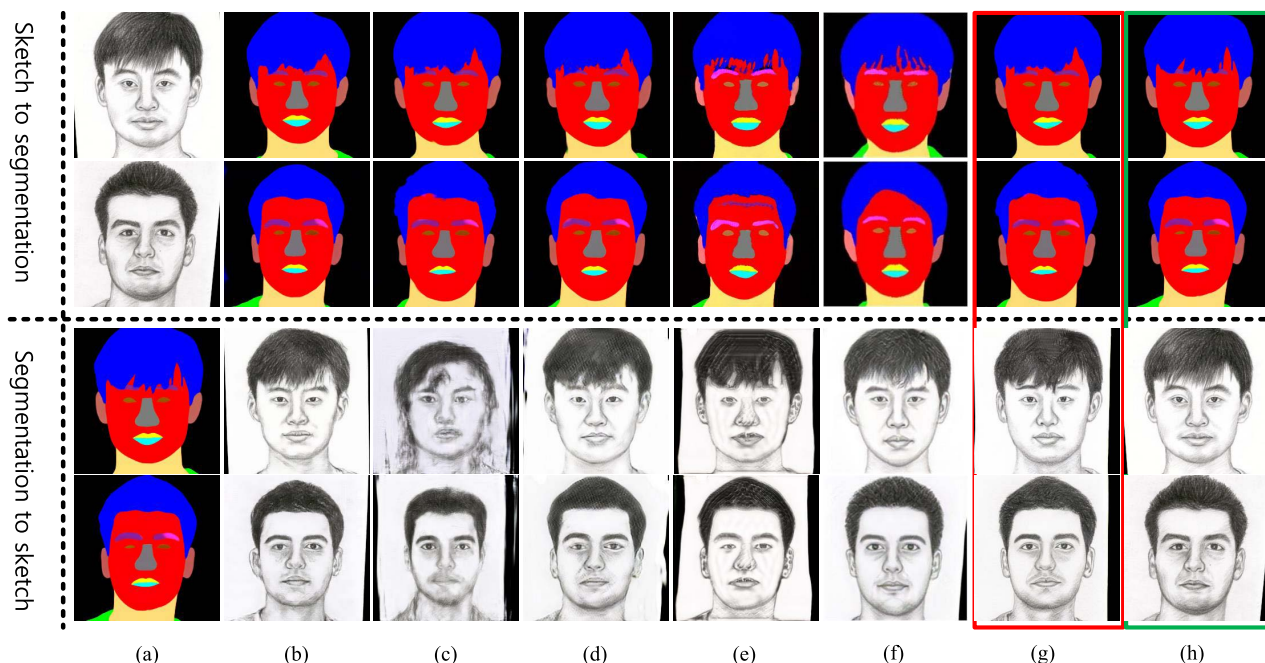 Sketch to segmentation
Segmentation to sketch
(a) (b) (c) (d) (e) (f) (g) (h)